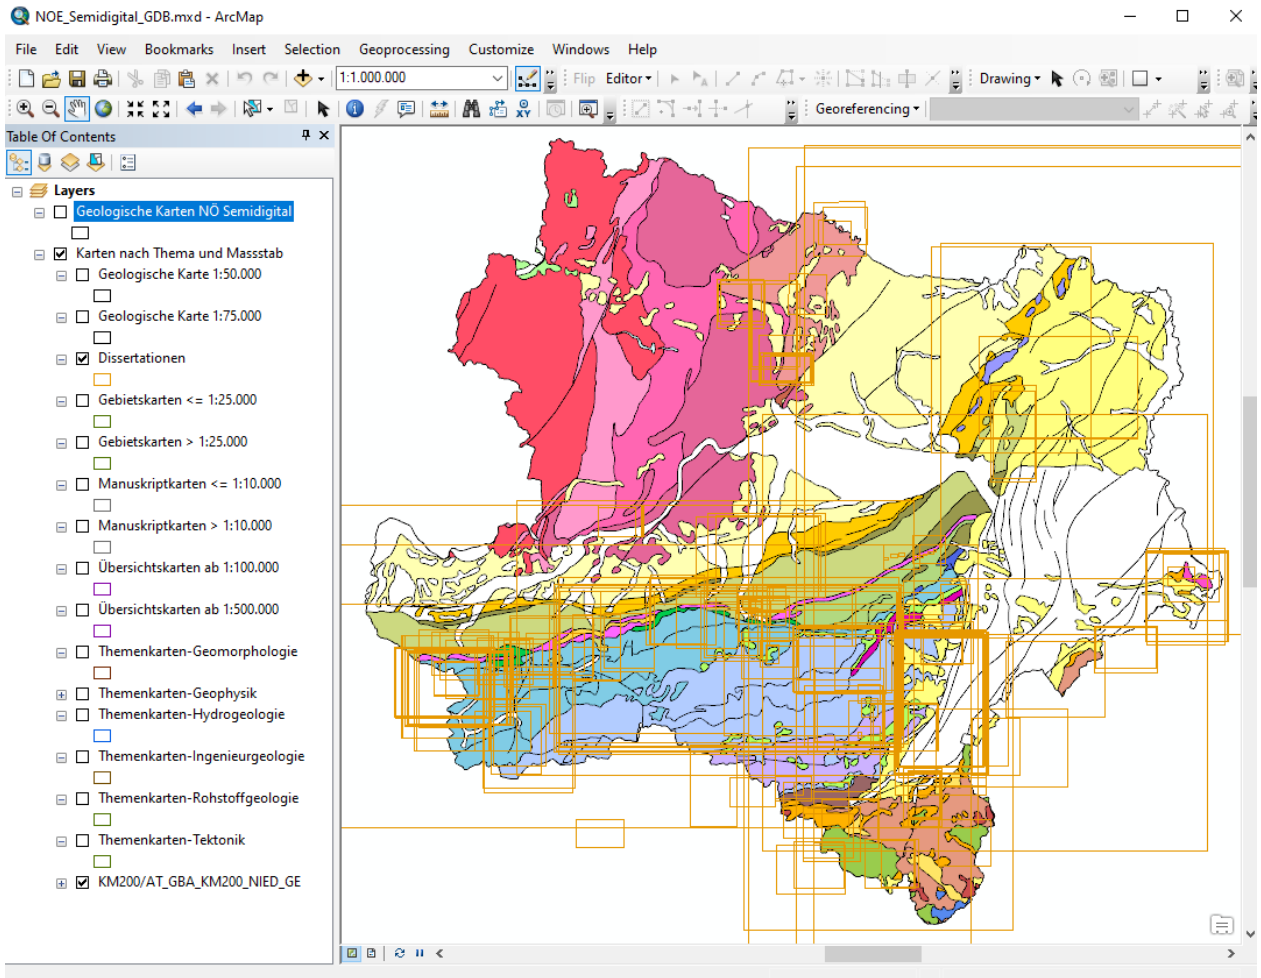 NOE_Semidigital_GDB.mxd - ArcMap
File Edit View Bookmarks Insert Selection Geoprocessing Customize Windows Help
1:1.000.000 Flip Editor Drawing
XY Georeferencing
Table Of Contents
Layers
Geologische Karten NÖ Semidigital
Karten nach Thema und Massstab
Geologische Karte 1:50.000
Geologische Karte 1:75.000
Dissertationen
Gebietskarten <= 1:25.000
Gebietskarten > 1:25.000
Manuskriptkarten <= 1:10.000
Manuskriptkarten > 1:10.000
Übersichtskarten ab 1:100.000
Übersichtskarten ab 1:500.000
Themenkarten-Geomorphologie
Themenkarten-Geophysik
Themenkarten-Hydrogeologie
Themenkarten-Ingenieurgeologie
Themenkarten-Rohstoffgeologie
Themenkarten-Tektonik
KM200/AT_GBA_KM200_NIED_GE